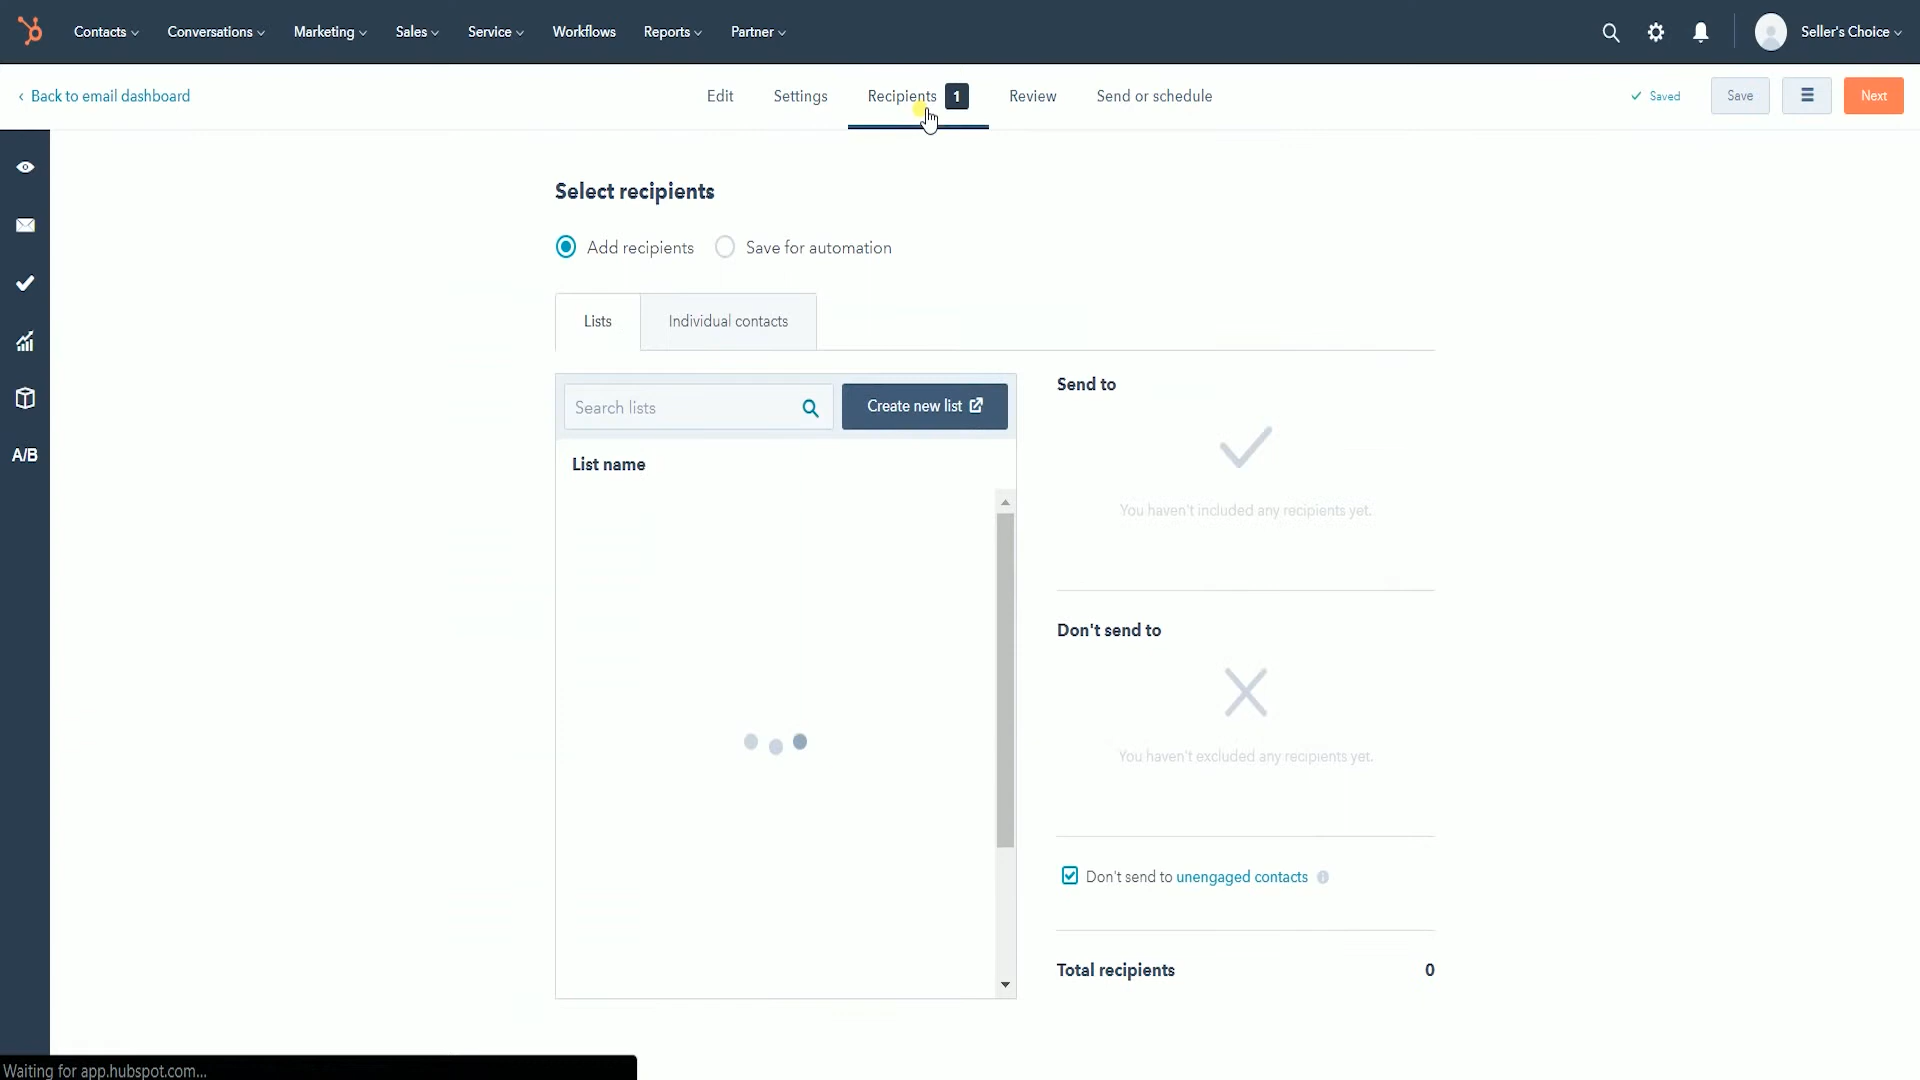 Contacts
Conversations
Marketing
Sales
Service
Workflows
Reports
Partner
Seller's Choice
Back to email dashboard
Edit
Settings
Recipients 1
Review
Send or schedule
Saved
Save
Next
Select recipients
Add recipients
Save for automation
Lists
Individual contacts
Search lists
Create new list
List name
Send to
You haven't included any recipients yet.
Don't send to
You haven't excluded any recipients yet.
Don't send to unengaged contacts
Total recipients 0
A/B
Waiting for app.hubspot.com...